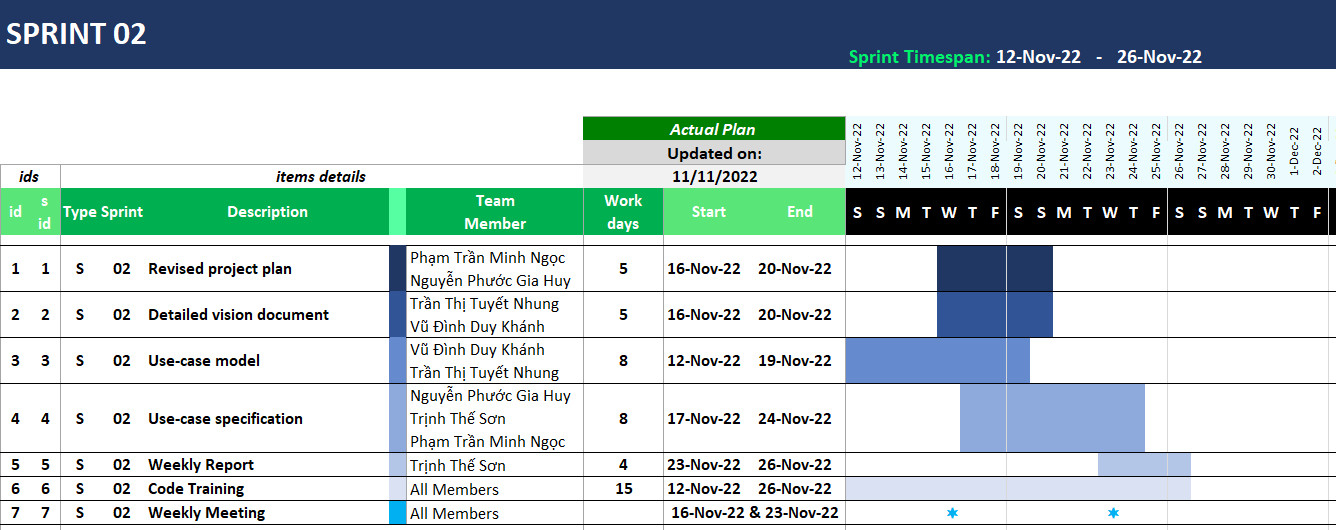 SPRINT 02
Sprint Timespan: 12-Nov-22 - 26-Nov-22
Actual Plan
Updated on:
11/11/2022
12-Nov-22 13-Nov-22 14-Nov-22 15-Nov-22 16-Nov-22 17-Nov-22 18-Nov-22 19-Nov-22 20-Nov-22 21-Nov-22 22-Nov-22 23-Nov-22 24-Nov-22 25-Nov-22 26-Nov-22 27-Nov-22 28-Nov-22 29-Nov-22 30-Nov-22 1-Dec-22 2-Dec-22
ids items details
id s id Type Sprint Description Team Member Work days Start End S S M T W T F S S M T W T F S S M T W T F
1 1 S 02 Revised project plan Phạm Trần Minh Ngọc 5 16-Nov-22 20-Nov-22
Nguyễn Phước Gia Huy
2 2 S 02 Detailed vision document Trần Thị Tuyết Nhung 5 16-Nov-22 20-Nov-22
Vũ Đình Duy Khánh
3 3 S 02 Use-case model Vũ Đình Duy Khánh 8 12-Nov-22 19-Nov-22
Trần Thị Tuyết Nhung
4 4 S 02 Use-case specification Nguyễn Phước Gia Huy 8 17-Nov-22 24-Nov-22
Trịnh Thế Sơn
Phạm Trần Minh Ngọc
5 5 S 02 Weekly Report Trịnh Thế Sơn 4 23-Nov-22 26-Nov-22
6 6 S 02 Code Training All Members 15 12-Nov-22 26-Nov-22
7 7 S 02 Weekly Meeting All Members 16-Nov-22 & 23-Nov-22